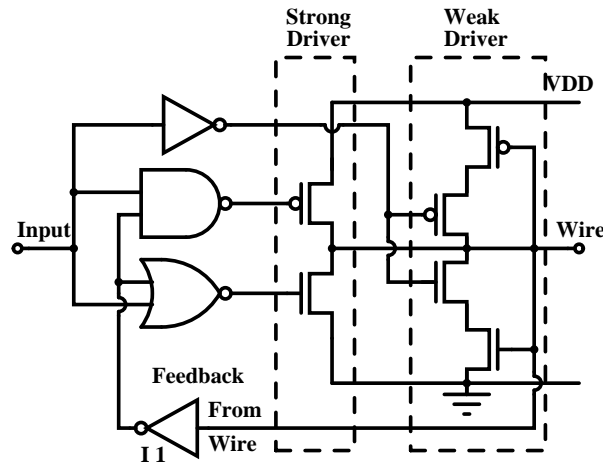 Strong
Driver
Weak
Driver
VDD
Input
Wire
Feedback
From
Wire
I 1